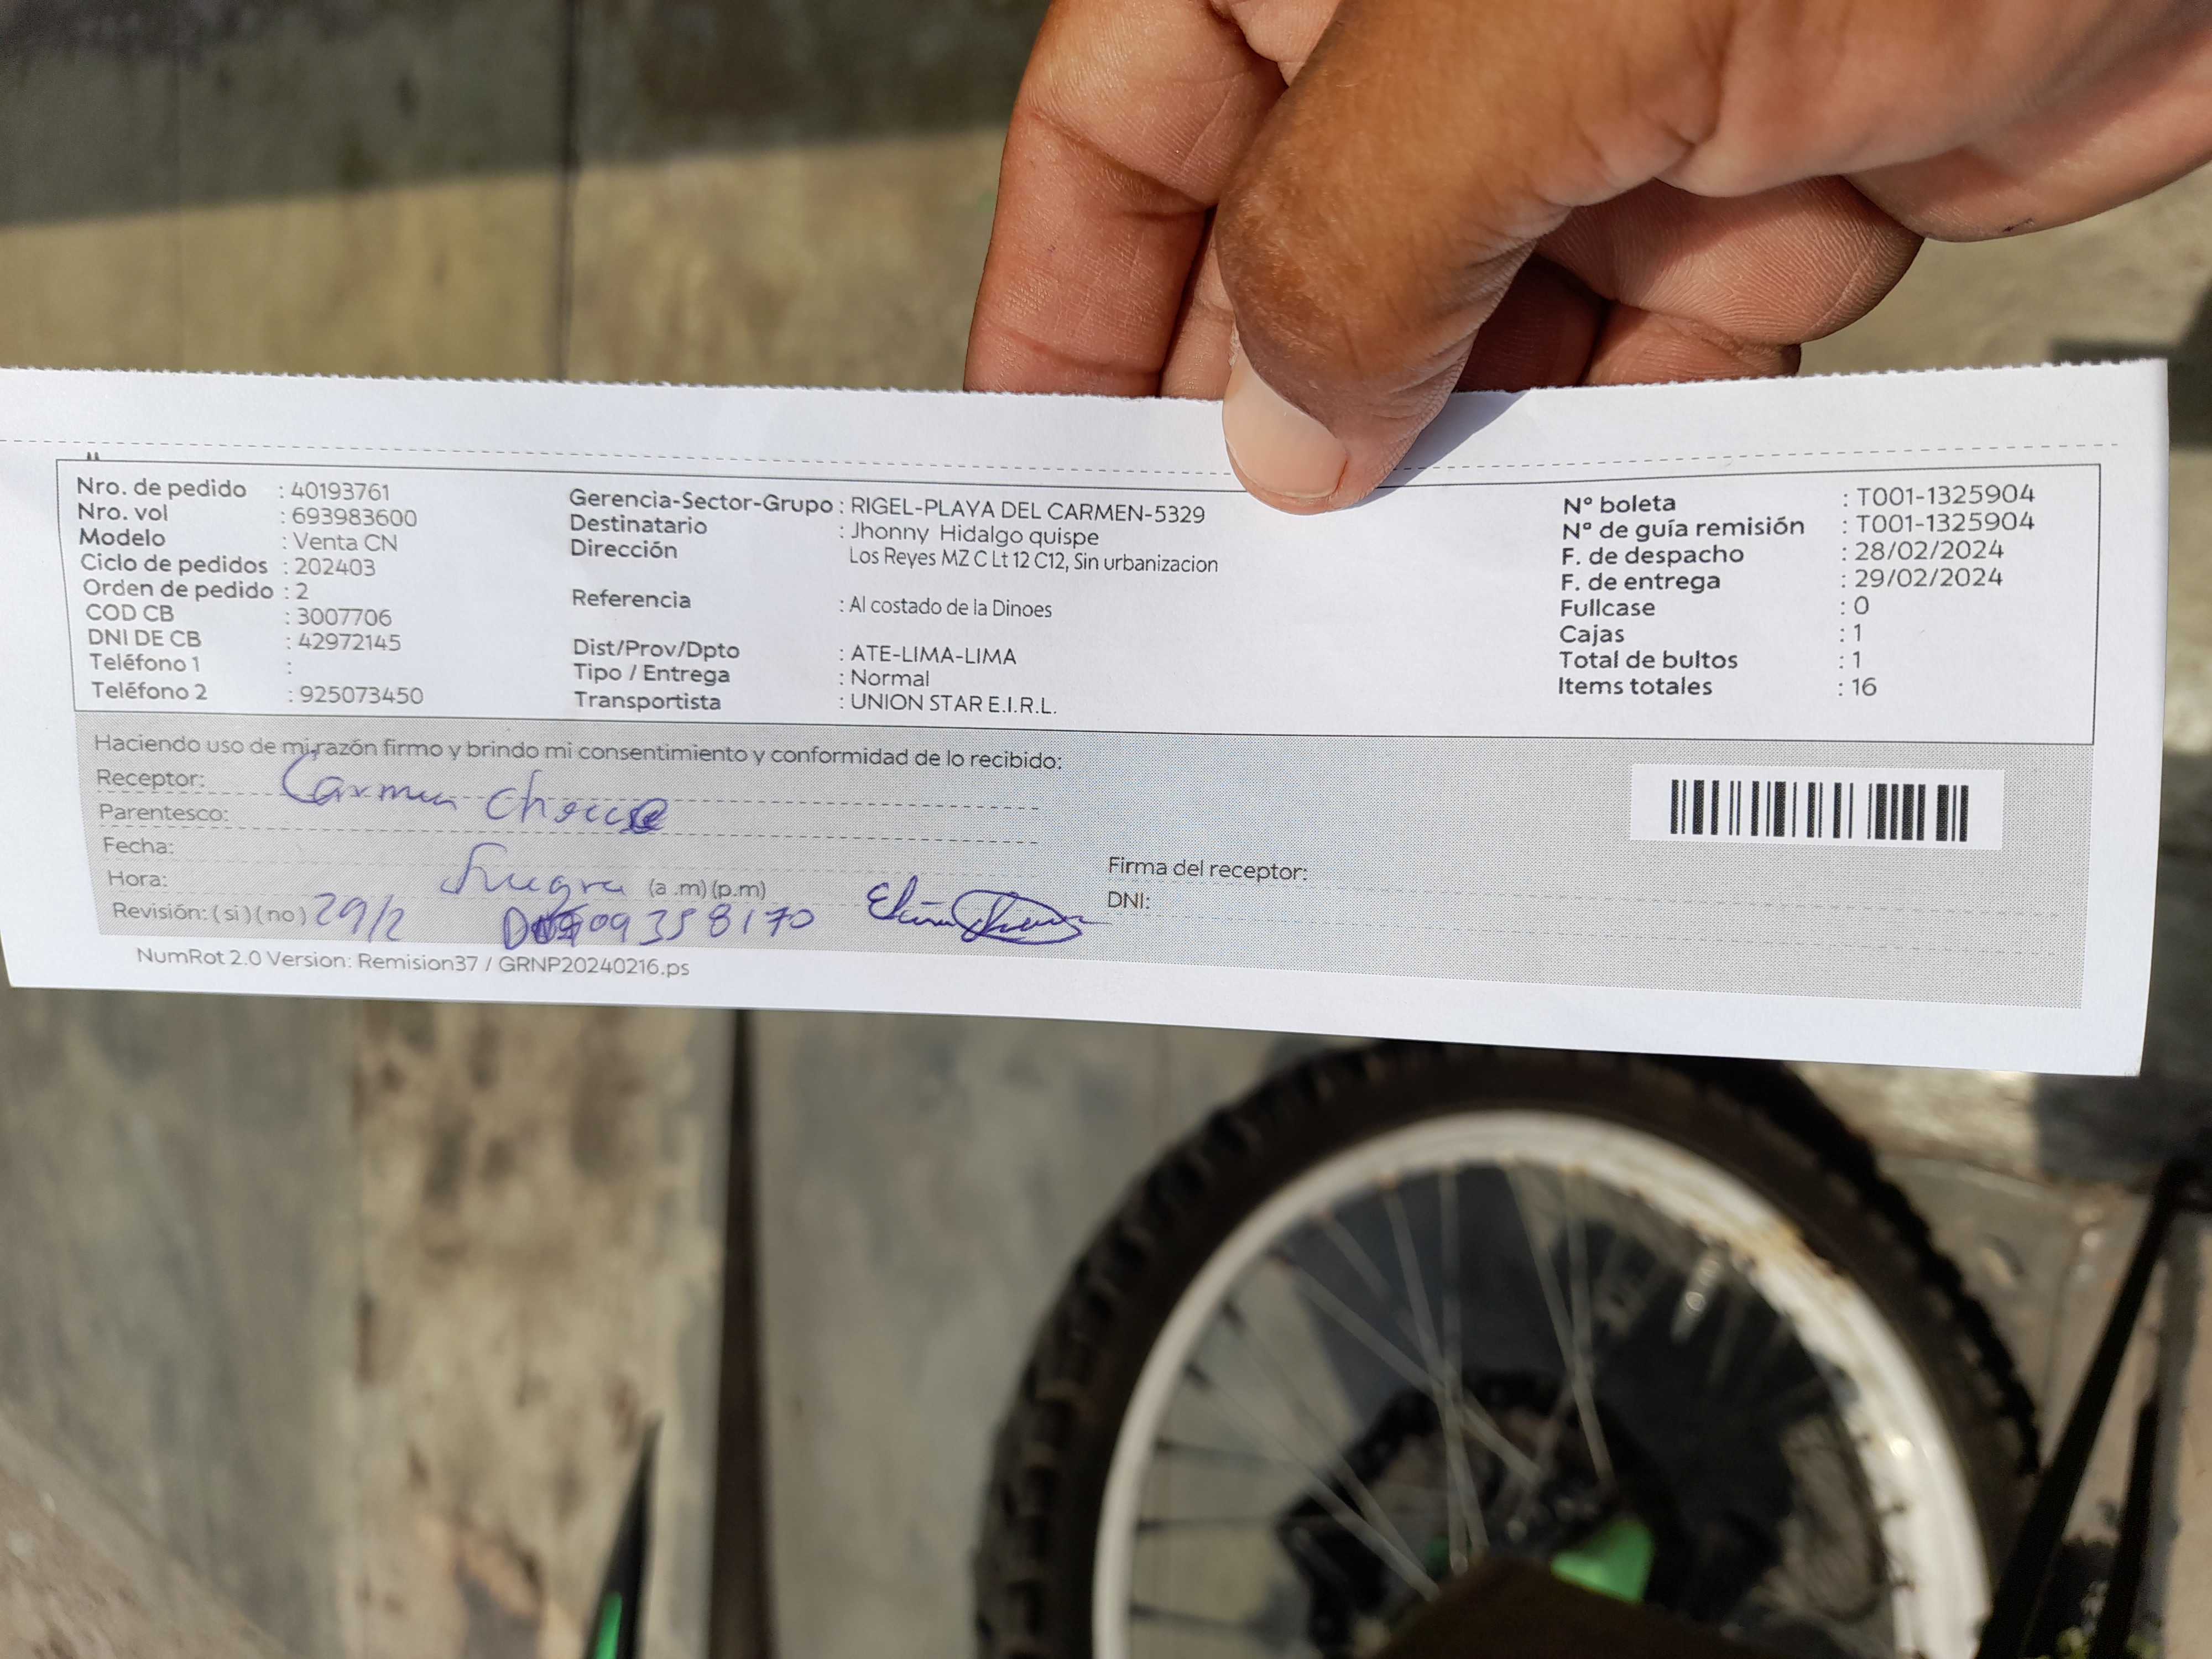 Nro. de pedido : 40193761
Nro. vol : 693983600
Modelo : Venta CN
Ciclo de pedidos : 202403
Orden de pedido : 2
COD CB : 3007706
DNI DE CB : 42972145
Teléfono 1 :
Teléfono 2 : 925073450
Gerencia-Sector-Grupo : RIGEL-PLAYA DEL CARMEN-5329
Destinatario : Jhonny Hidalgo quispe
Dirección Los Reyes MZ C Lt 12 C12, Sin urbanizacion
Referencia : Al costado de la Dinoes
Dist/Prov/Dpto : ATE-LIMA-LIMA
Tipo / Entrega : Normal
Transportista : UNION STAR E.I.R.L.
Nº boleta : T001-1325904
Nº de guía remisión : T001-1325904
F. de despacho : 28/02/2024
F. de entrega : 29/02/2024
Fullcase : 0
Cajas : 1
Total de bultos : 1
Items totales : 16
Haciendo uso de mi razón firmo y brindo mi consentimiento y conformidad de lo recibido:
Receptor: Carmen
Parentesco:
Fecha:
Hora: Suegra (a .m) (p.m)
Revisión: (si) (no) 29/2 09358170
Firma del receptor:
DNI:
NumRot 2.0 Version: Remision37 / GRNP20240216.ps